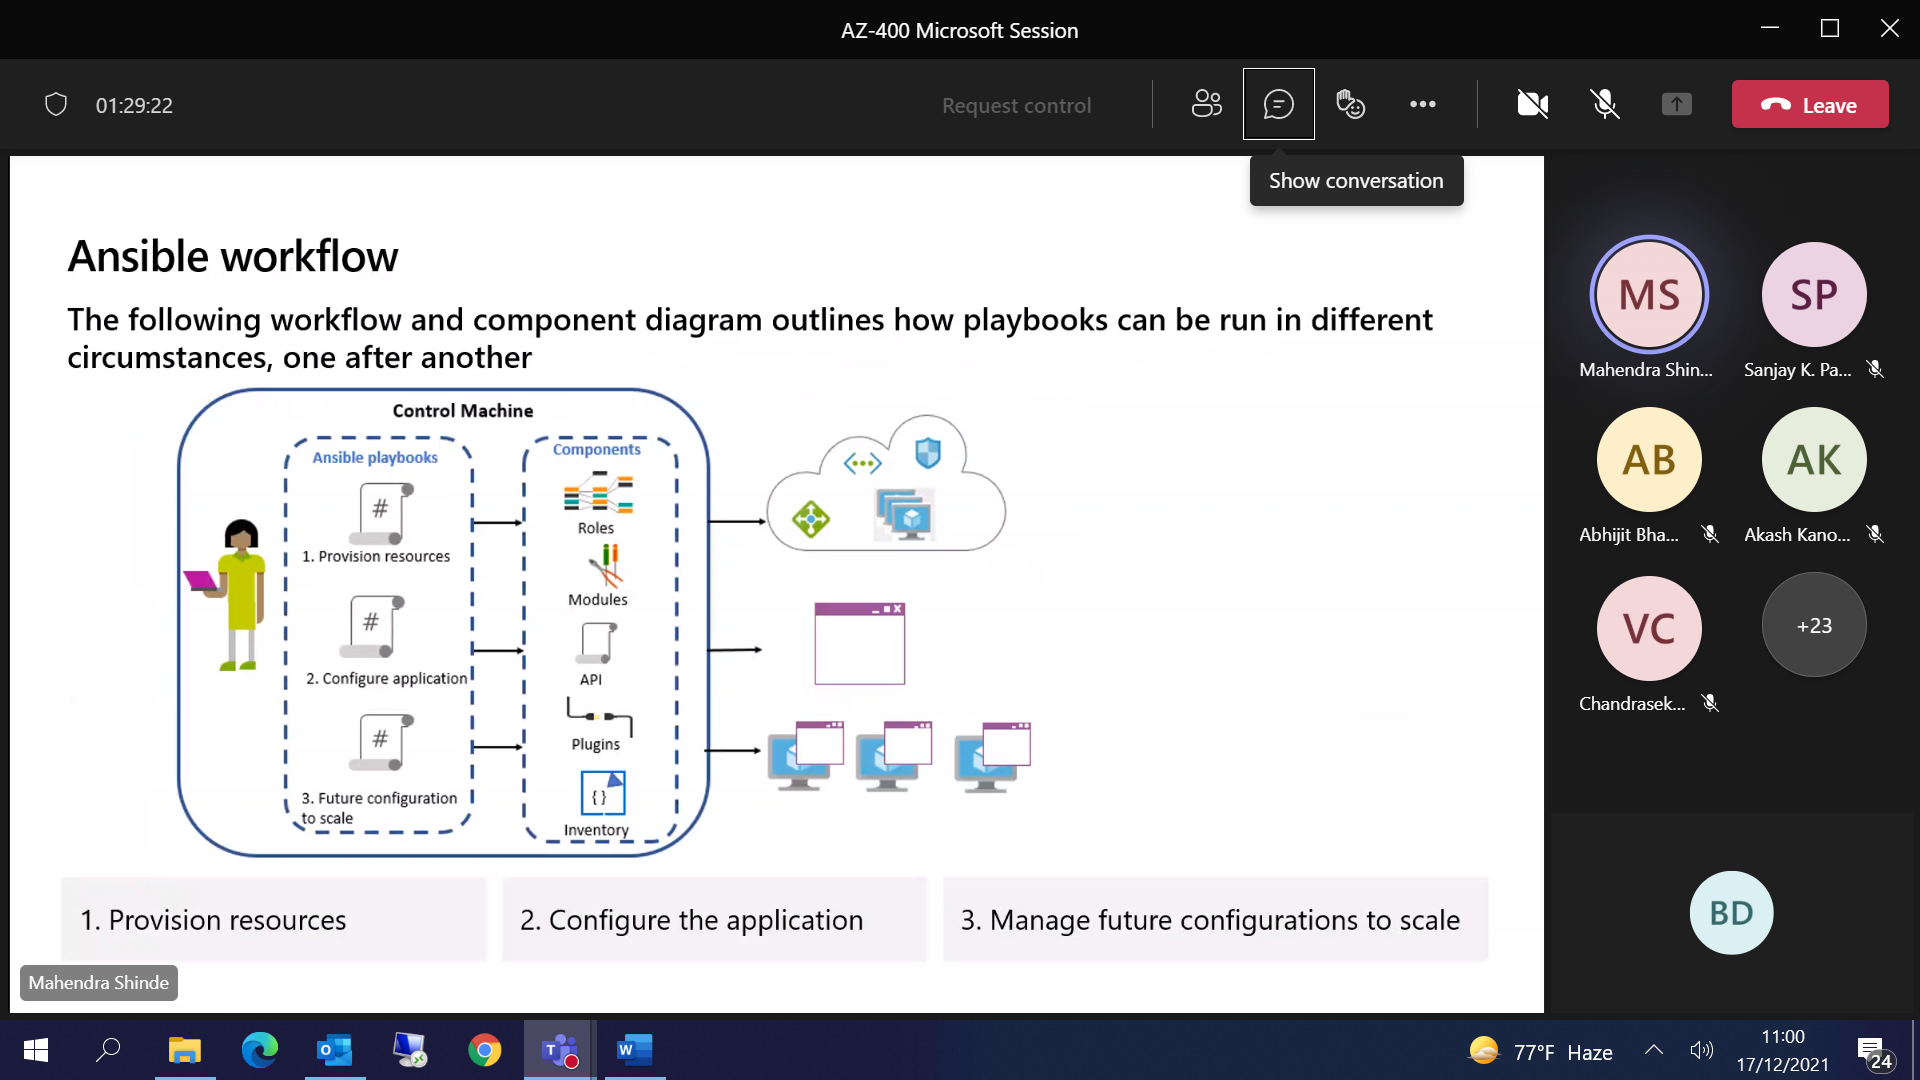 AZ-400 Microsoft Session
01:29:22
Request control
Leave
Show conversation
Ansible workflow
The following workflow and component diagram outlines how playbooks can be run in different
circumstances, one after another
Control Machine
Ansible playbooks
#
1. Provision resources
#
2. Configure application
#
3. Future configuration
to scale
Components
Roles
Modules
API
Plugins
{}
Inventory
1. Provision resources
2. Configure the application
3. Manage future configurations to scale
Mahendra Shinde
MS
Mahendra Shin...
SP
Sanjay K. Pa...
AB
Abhijit Bha...
AK
Akash Kano...
VC
Chandrasek...
+23
BD
77°F Haze
11:00
17/12/2021
24